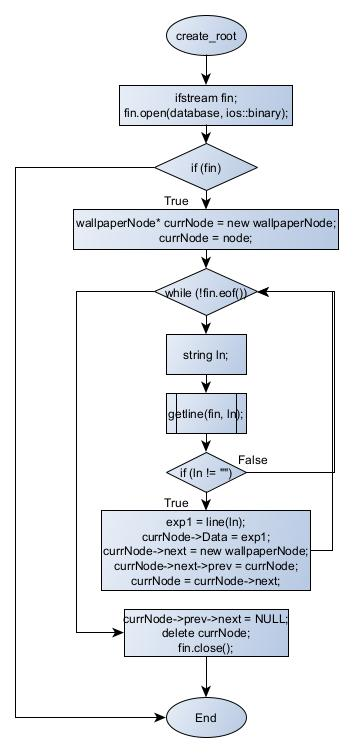 create_root
ifstream fin;
fin.open(database, ios::binary);
if (fin)
True
wallpaperNode* currNode = new wallpaperNode;
currNode = node;
while (!fin.eof())
string ln;
getline(fin, ln);
if (ln != "")
False
True
exp1 = line(ln);
currNode->Data = exp1;
currNode->next = new wallpaperNode;
currNode->next->prev = currNode;
currNode = currNode->next;
currNode->prev->next = NULL;
delete currNode;
fin.close();
End